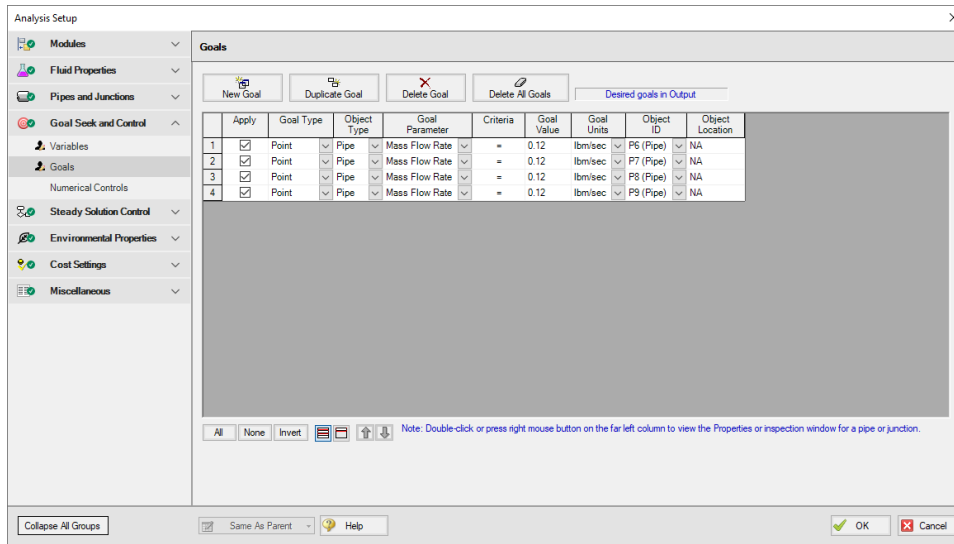 Analysis Setup
Modules
Fluid Properties
Pipes and Junctions
Goal Seek and Control
Variables
Goals
Numerical Controls
Steady Solution Control
Environmental Properties
Cost Settings
Miscellaneous
Goals
New Goal Duplicate Goal Delete Goal Delete All Goals Desired goals in Output
Apply Goal Type Object Type Goal Parameter Criteria Goal Value Goal Units Object ID Object Location
1 Point Pipe Mass Flow Rate = 0.12 lbm/sec P6 (Pipe) NA
2 Point Pipe Mass Flow Rate = 0.12 lbm/sec P7 (Pipe) NA
3 Point Pipe Mass Flow Rate = 0.12 lbm/sec P8 (Pipe) NA
4 Point Pipe Mass Flow Rate = 0.12 lbm/sec P9 (Pipe) NA
All None Invert Note: Double-click or press right mouse button on the far left column to view the Properties or inspection window for a pipe or junction.
Collapse All Groups Same As Parent Help OK Cancel